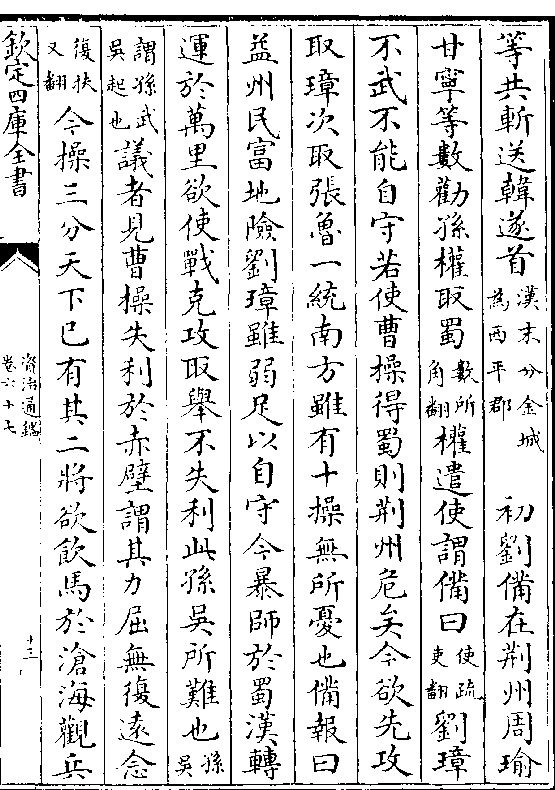 等共斬送韓遂首漢末分金城為西平郡 初劉備在荆州周瑜
甘寧等數勸孫權取蜀數所角翻權遣使謂備曰使疏吏翻劉璋
不武不能自守若使曹操得蜀則荆州危矣今欲先攻
取璋次取張魯一統南方雖有十操無所憂也備報曰
益州民富地險劉璋雖弱足以自守今暴師於蜀漢轉
運於萬里欲使戰克攻取舉不失利此孫吳所難也孫吳
謂孫武吳起也議者見曹操失利於赤壁謂其力屈無復遠念
復扶又翻今操三分天下已有其二將欲飲馬於滄海觀兵
欽定四庫全書
資治通鑑
卷六十七
十三